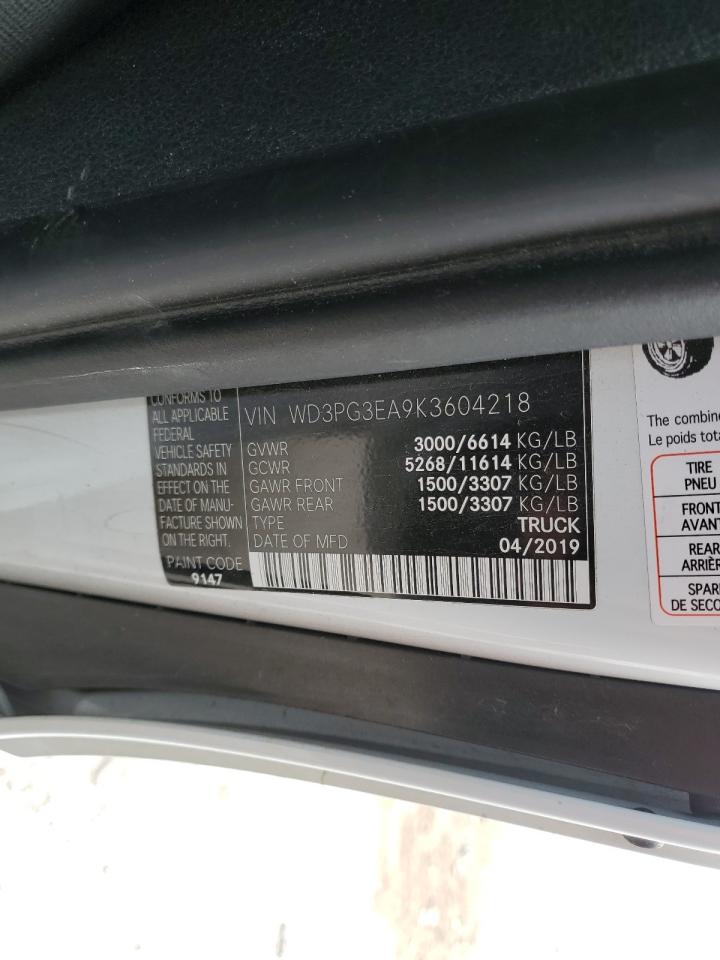 CONFORMS TO
ALL APPLICABLE
FEDERAL
VEHICLE SAFETY
STANDARDS IN
EFFECT ON THE
DATE OF MANU-
FACTURE SHOWN
ON THE RIGHT.
PAINT CODE
9147
VIN WD3PG3EA9K3604218
GVWR 3000/6614 KG/LB
GCWR 5268/11614 KG/LB
GAWR FRONT 1500/3307 KG/LB
GAWR REAR 1500/3307 KG/LB
TYPE TRUCK
DATE OF MFD 04/2019
The combine
Le poids tota
TIRE
PNEU
FRONT
AVANT
REAR
ARRIÈR
SPAR
DE SECO